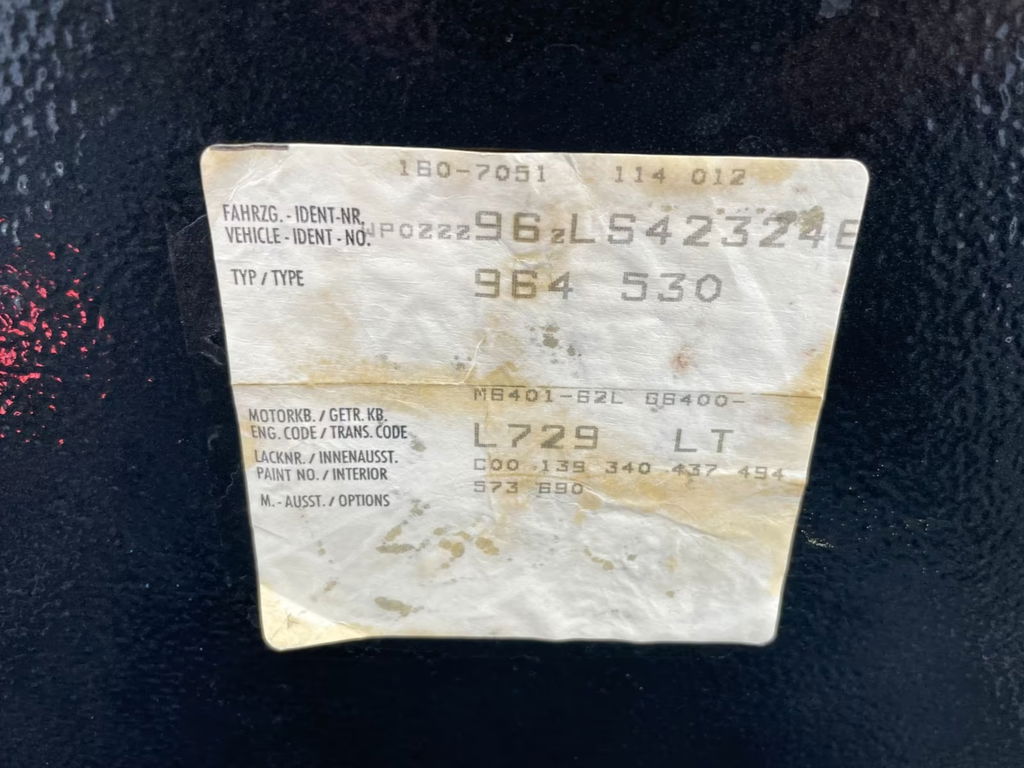 180-7051 114 012
FAHRZG. - IDENT-NR.
VEHICLE - IDENT - NO. WP0ZZZ96ZLS423248
TYP / TYPE 964 530
M6401-62L G6400-
MOTORKB. / GETR. KB.
ENG. CODE / TRANS. CODE L729 LT
LACKNR. / INNENAUSST. C00 139 340 437 494
PAINT NO. / INTERIOR 573 690
M. - AUSST. / OPTIONS